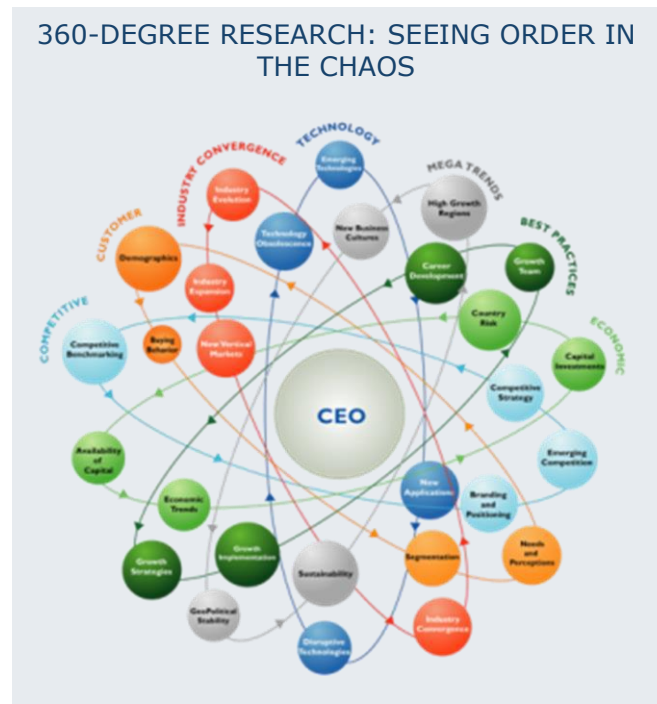 360-DEGREE RESEARCH: SEEING ORDER IN
THE CHAOS
TECHNOLOGY
INDUSTRY CONVERGENCE
MEGA TRENDS
CUSTOMER
BEST PRACTICES
COMPETITIVE
ECONOMIC
Emerging
Technologies
Industry
Evolution
High Growth
Regions
New Business
Cultures
Technology
Obsolescence
Demographics
Career
Development
Growth
Team
Industry
Expansion
Country
Risk
Buying
Behavior
New Vertical
Markets
Competitive
Benchmarking
Capital
Investments
Competitive
Strategy
CEO
Availability
of
Capital
Emerging
Competition
Economic
Trends
New
Applications
Branding
and
Positioning
Growth
Strategies
Growth
Implementation
Sustainability
Segmentation
Needs
and
Perceptions
GeoPolitical
Stability
Industry
Convergence
Disruptive
Technologies